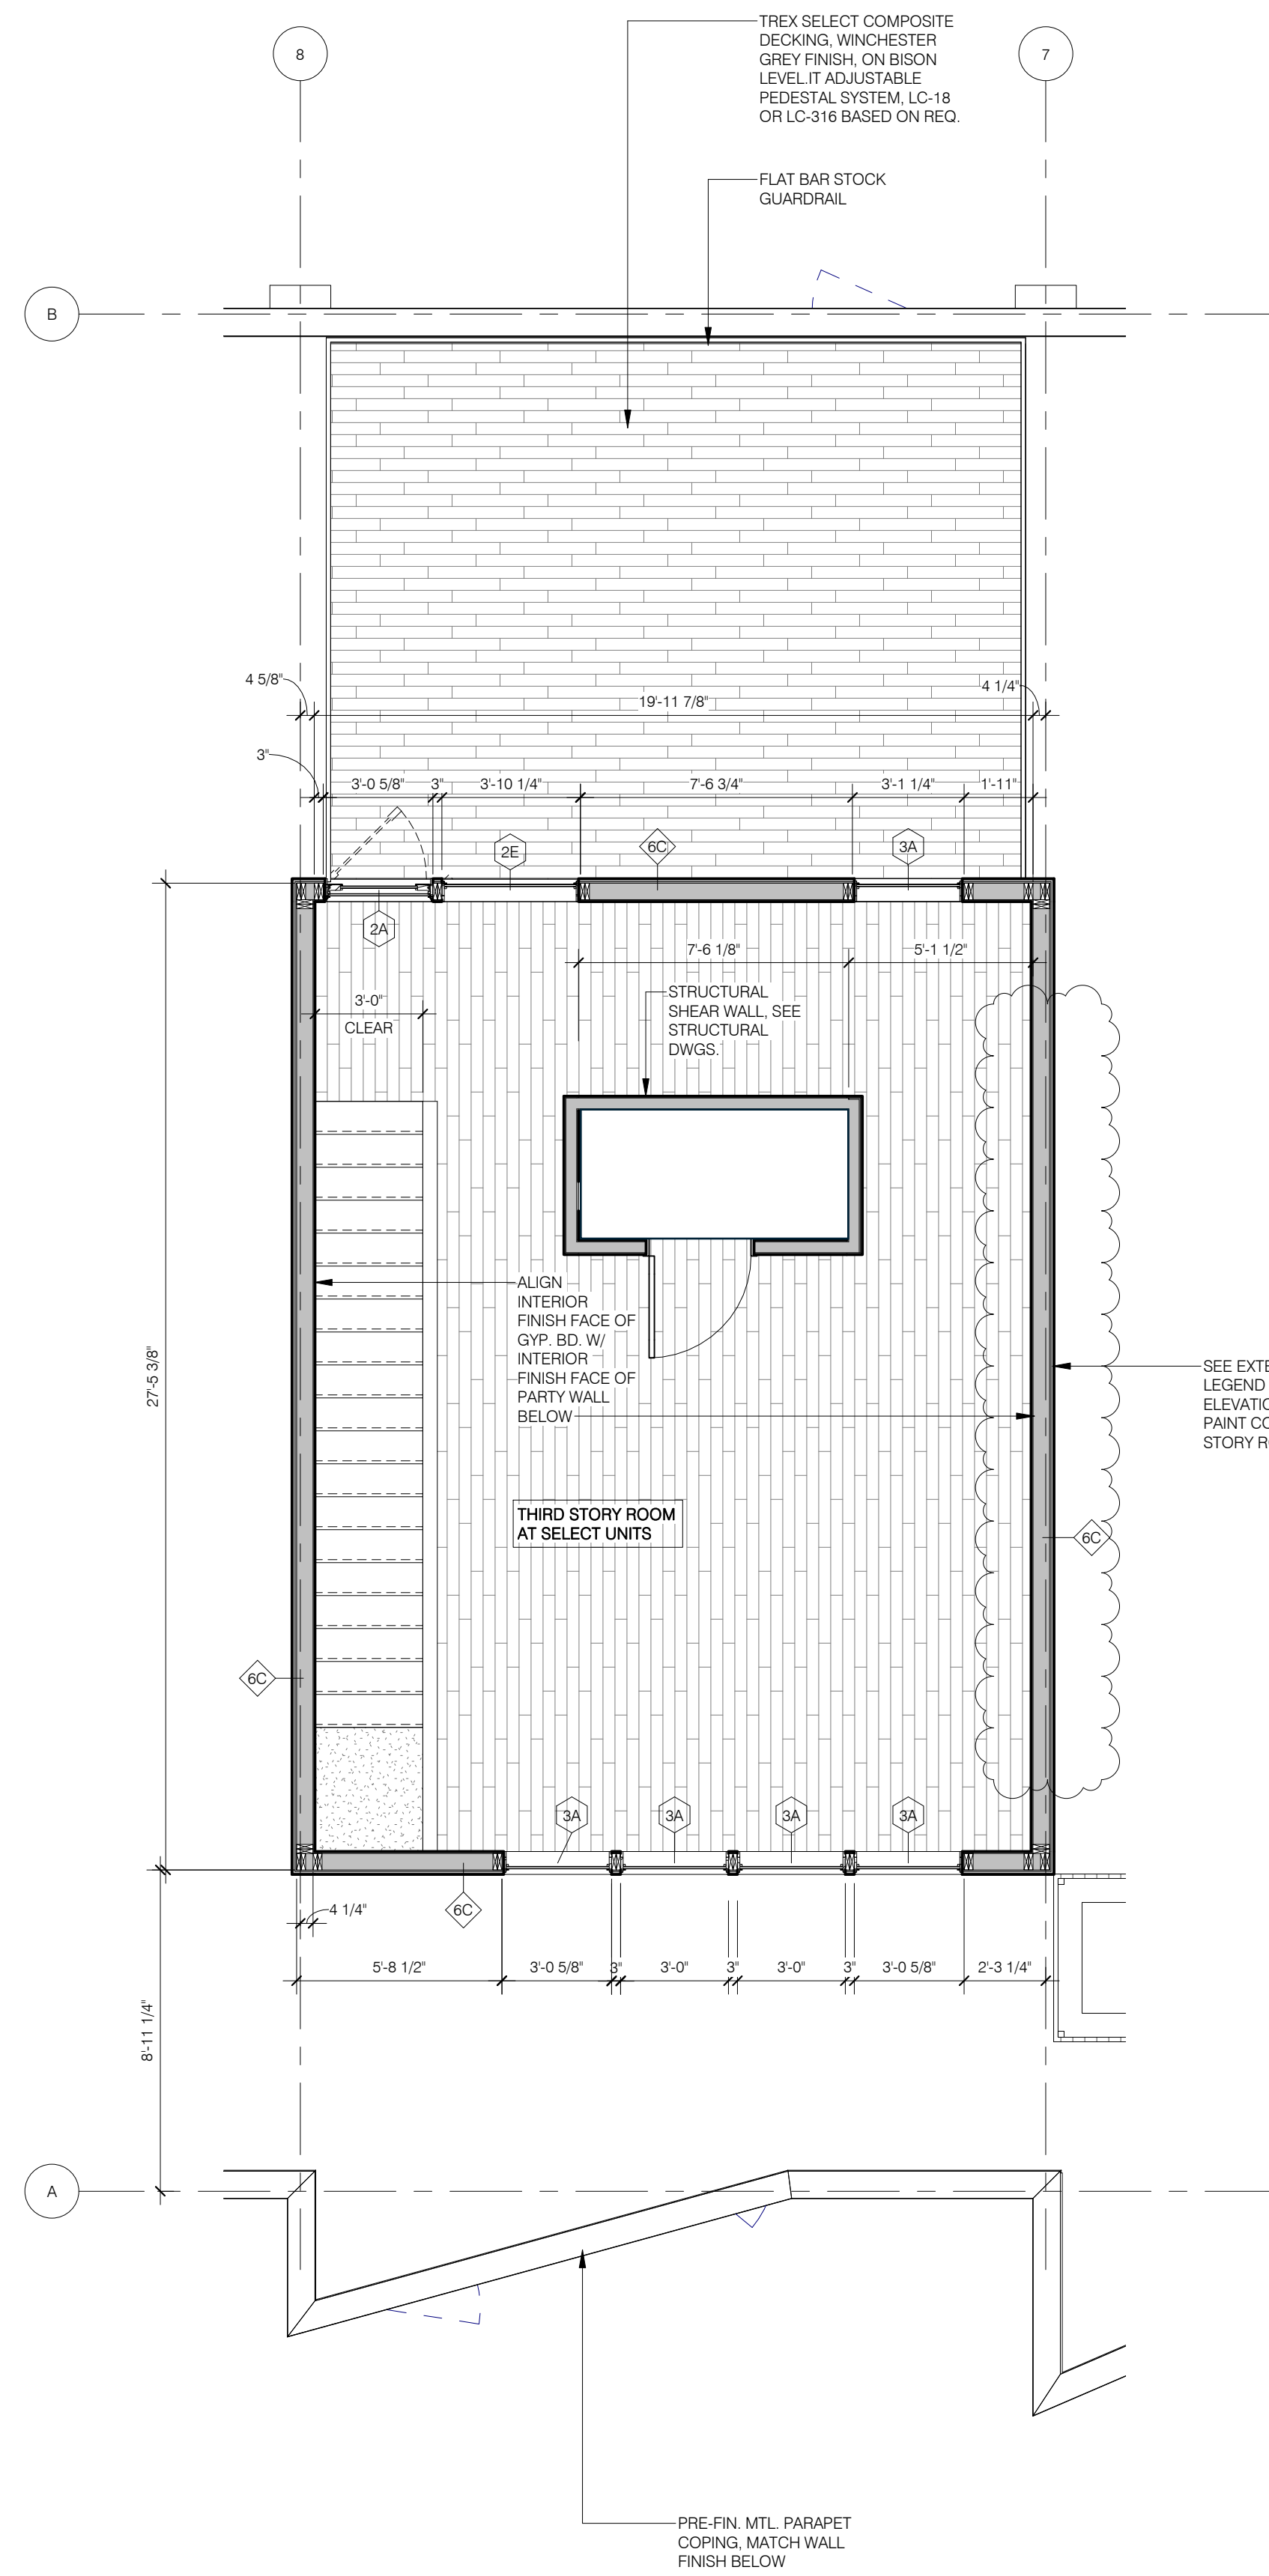 TREX SELECT COMPOSITE
DECKING, WINCHESTER
GREY FINISH, ON BISON
LEVEL.IT ADJUSTABLE
PEDESTAL SYSTEM, LC-18
OR LC-316 BASED ON REQ.
8
7
FLAT BAR STOCK
GUARDRAIL
B
4 5/8"
19'-11 7/8"
4 1/4"
3"
3'-0 5/8"
3"
3'-10 1/4"
7'-6 3/4"
3'-1 1/4"
1'-11"
2E
6C
3A
2A
7'-6 1/8"
5'-1 1/2"
3'-0"
CLEAR
STRUCTURAL
SHEAR WALL, SEE
STRUCTURAL
DWGS.
ALIGN
INTERIOR
FINISH FACE OF
GYP. BD. W/
INTERIOR
FINISH FACE OF
PARTY WALL
BELOW
27'-5 3/8"
SEE EXTE
LEGEND
ELEVATIO
PAINT CO
STORY R
THIRD STORY ROOM
AT SELECT UNITS
6C
6C
3A
3A
3A
3A
4 1/4"
6C
5'-8 1/2"
3'-0 5/8"
3"
3'-0"
3"
3'-0"
3"
3'-0 5/8"
2'-3 1/4"
8'-11 1/4"
A
PRE-FIN. MTL. PARAPET
COPING, MATCH WALL
FINISH BELOW